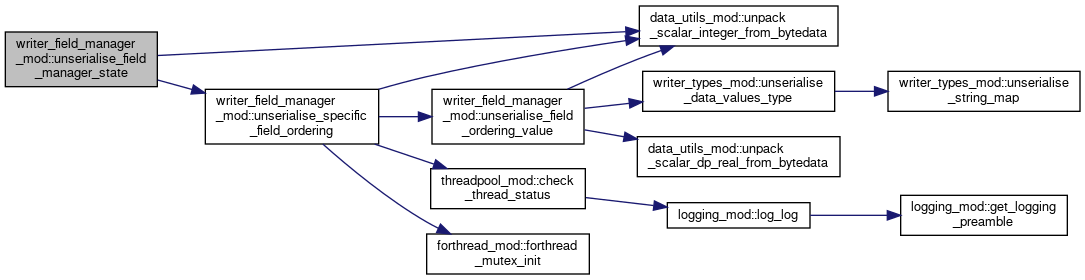 writer_field_manager
_mod::unserialise_field
_manager_state
writer_field_manager
_mod::unserialise_specific
_field_ordering
writer_field_manager
_mod::unserialise_field
_ordering_value
threadpool_mod::check
_thread_status
forthread_mod::forthread
_mutex_init
data_utils_mod::unpack
_scalar_integer_from_bytedata
writer_types_mod::unserialise
_data_values_type
data_utils_mod::unpack
_scalar_dp_real_from_bytedata
logging_mod::log_log
writer_types_mod::unserialise
_string_map
logging_mod::get_logging
_preamble